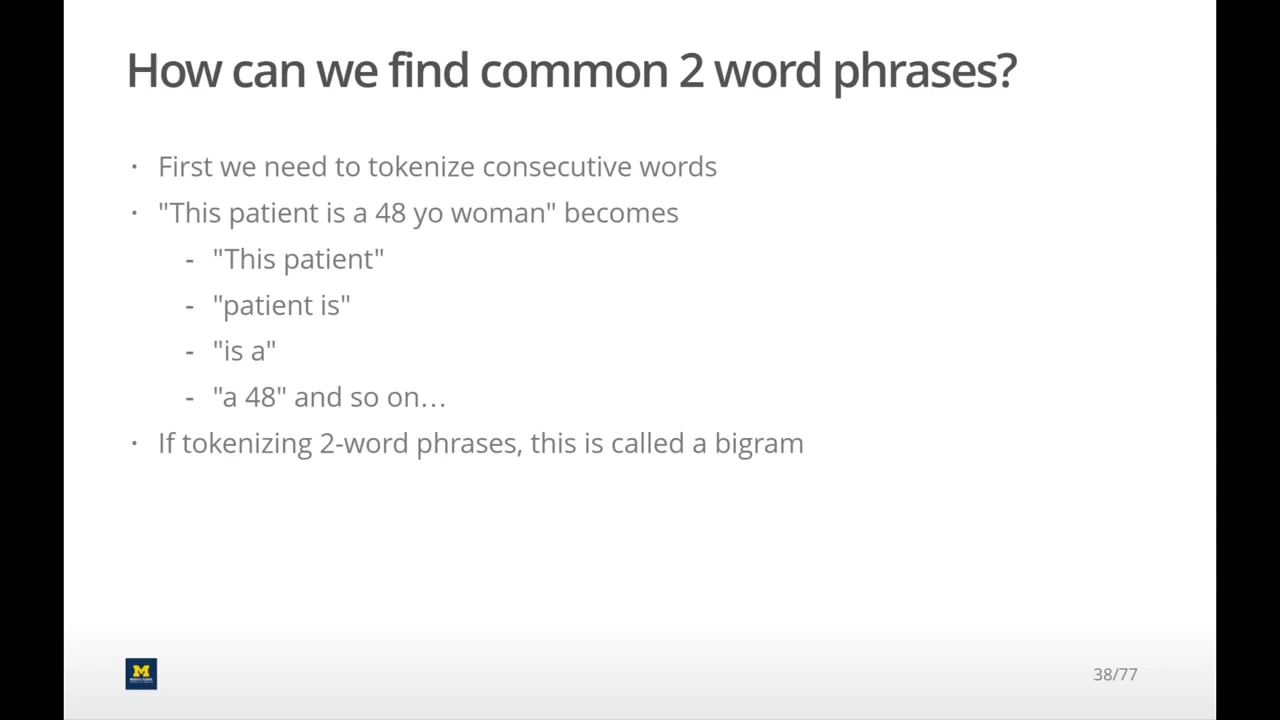 How can we find common 2 word phrases?
· First we need to tokenize consecutive words
· "This patient is a 48 yo woman" becomes
- "This patient"
- "patient is"
- "is a"
- "a 48" and so on…
· If tokenizing 2-word phrases, this is called a bigram
M
38/77